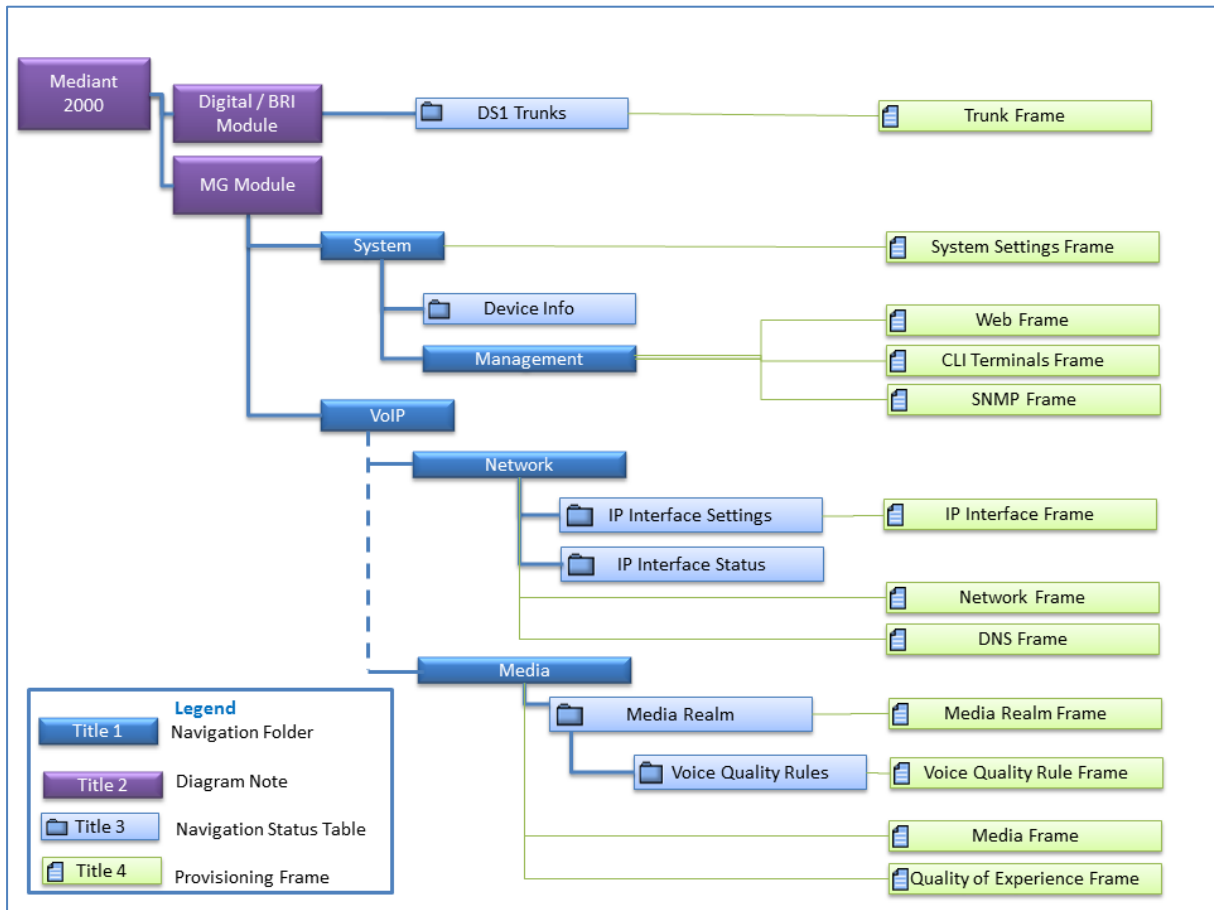 Mediant
2000
Digital / BRI
Module
DS1 Trunks
Trunk Frame
MG Module
System
System Settings Frame
Device Info
Web Frame
Management
CLI Terminals Frame
SNMP Frame
VoIP
Network
IP Interface Settings
IP Interface Frame
IP Interface Status
Network Frame
DNS Frame
Media
Media Realm
Media Realm Frame
Voice Quality Rules
Voice Quality Rule Frame
Media Frame
Quality of Experience Frame
Legend
Title 1
Navigation Folder
Title 2
Diagram Note
Title 3
Navigation Status Table
Title 4
Provisioning Frame